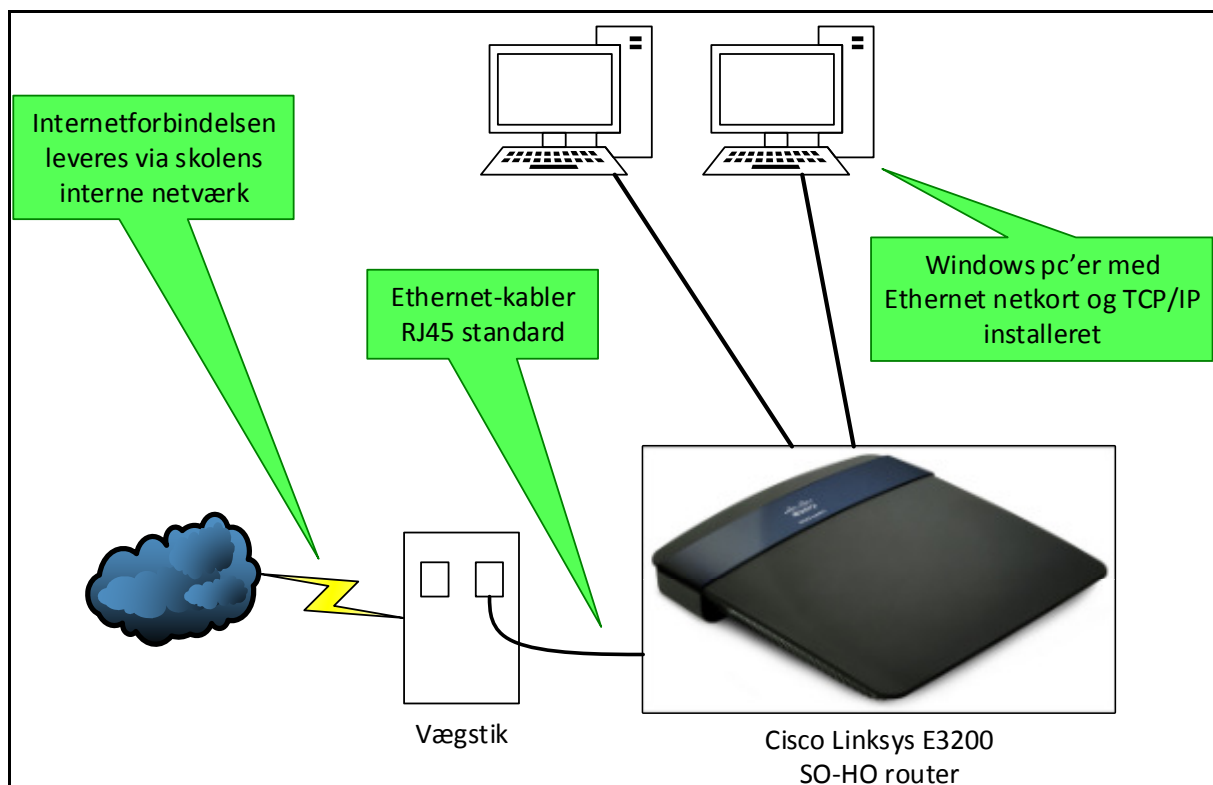 Internetforbindelsen
leveres via skolens
interne netværk
Ethernet-kabler
RJ45 standard
Windows pc’er med
Ethernet netkort og TCP/IP
installeret
Vægstik
Cisco Linksys E3200
SO-HO router